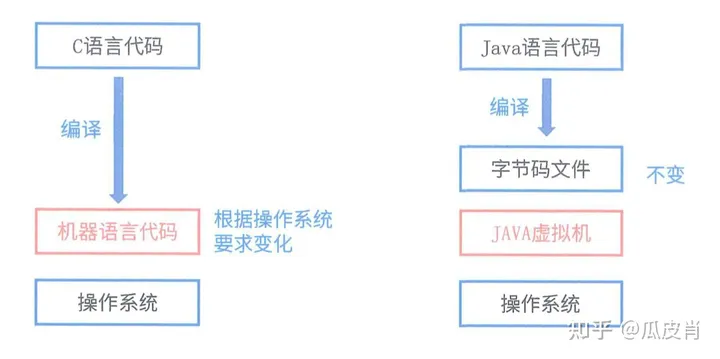 C语言代码
编译
机器语言代码
根据操作系统
要求变化
操作系统
Java语言代码
编译
字节码文件
不变
JAVA虚拟机
操作系统
知乎 @瓜皮肖